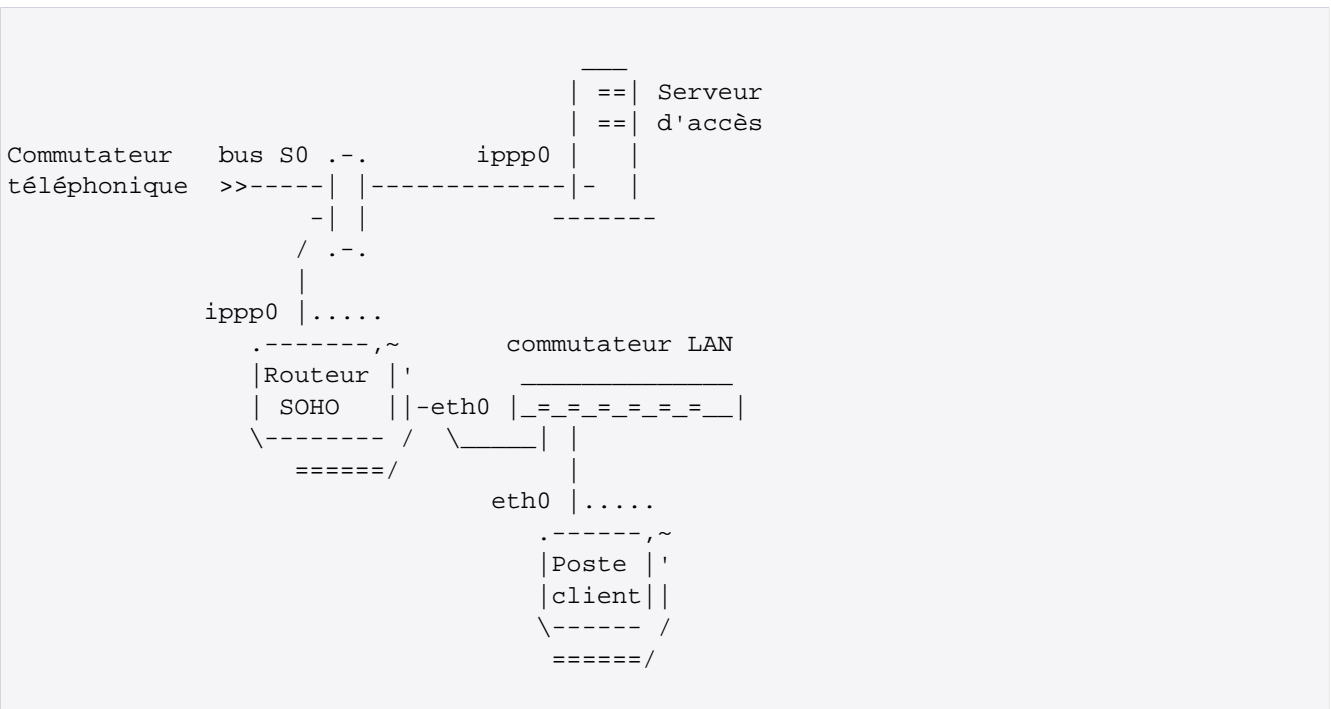 Serveur
d'accès
Commutateur bus S0 ippp0
téléphonique
ippp0
commutateur LAN
Routeur
SOHO eth0
eth0
Poste
client